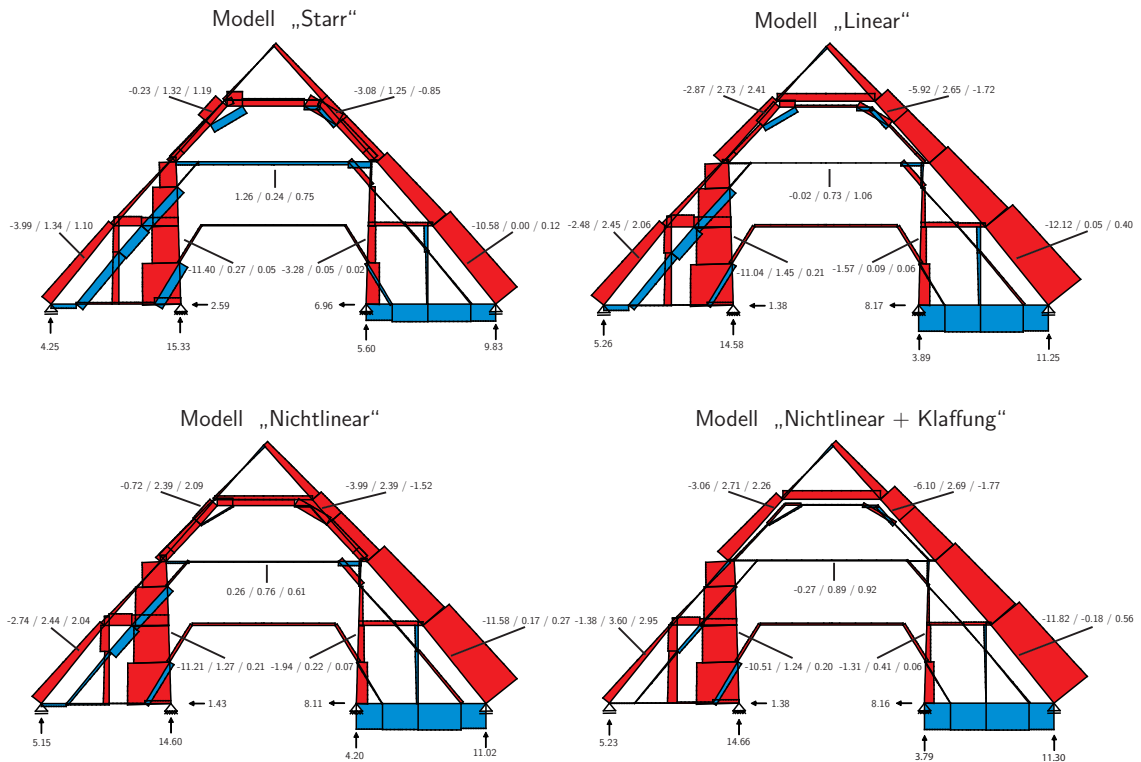 Modell „Starr“
-0.23 / 1.32 / 1.19
-3.08 / 1.25 / -0.85
1.26 / 0.24 / 0.75
-3.99 / 1.34 / 1.10
-10.58 / 0.00 / 0.12
-11.40 / 0.27 / 0.05
-3.28 / 0.05 / 0.02
2.59
6.96
4.25
15.33
5.60
9.83
Modell „Linear“
-2.87 / 2.73 / 2.41
-5.92 / 2.65 / -1.72
-0.02 / 0.73 / 1.06
-2.48 / 2.45 / 2.06
-12.12 / 0.05 / 0.40
-11.04 / 1.45 / 0.21
-1.57 / 0.09 / 0.06
1.38
8.17
5.26
14.58
3.89
11.25
Modell „Nichtlinear“
-0.72 / 2.39 / 2.09
-3.99 / 2.39 / -1.52
0.26 / 0.76 / 0.61
-2.74 / 2.44 / 2.04
-11.58 / 0.17 / 0.27
-11.21 / 1.27 / 0.21
-1.94 / 0.22 / 0.07
1.43
8.11
5.15
14.60
4.20
11.02
Modell „Nichtlinear + Klaffung“
-3.06 / 2.71 / 2.26
-6.10 / 2.69 / -1.77
-0.27 / 0.89 / 0.92
-1.38 / 3.60 / 2.95
-11.82 / -0.18 / 0.56
-10.51 / 1.24 / 0.20
-1.31 / 0.41 / 0.06
1.38
8.16
5.23
14.66
3.79
11.30